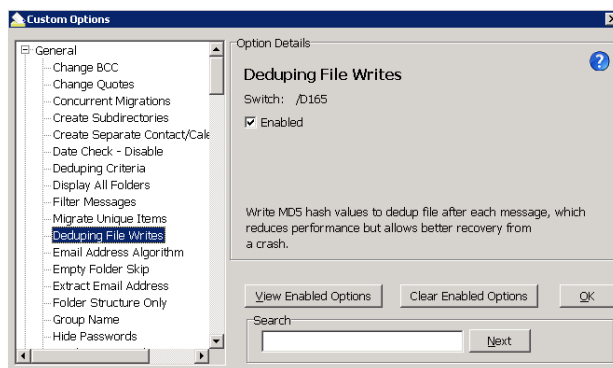 Custom Options
General
Change BCC
Change Quotes
Concurrent Migrations
Create Subdirectories
Create Separate Contact/Cale
Date Check - Disable
Deduping Criteria
Display All Folders
Filter Messages
Migrate Unique Items
Deduping File Writes
Email Address Algorithm
Empty Folder Skip
Extract Email Address
Folder Structure Only
Group Name
Hide Passwords
Option Details
Deduping File Writes
Switch: /D165
Enabled
Write MD5 hash values to dedup file after each message, which
reduces performance but allows better recovery from
a crash.
View Enabled Options
Clear Enabled Options
OK
Search
Next